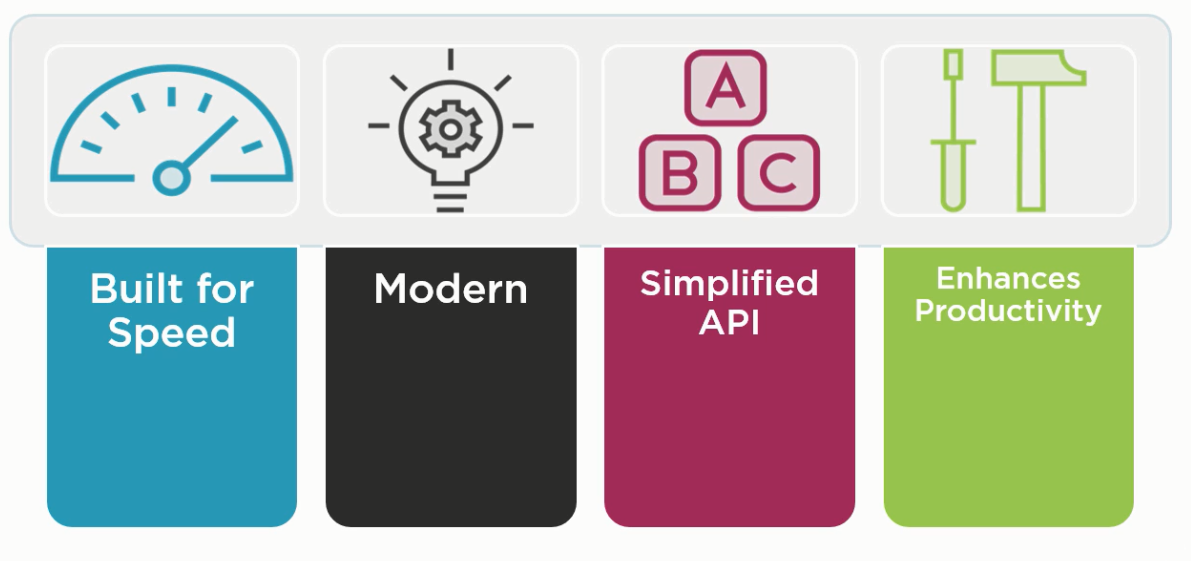 A
B
C
Built for
Speed
Modern
Simplified
API
Enhances
Productivity